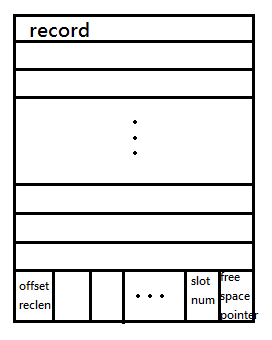 record
offset
reclen
slot
num
free
space
pointer